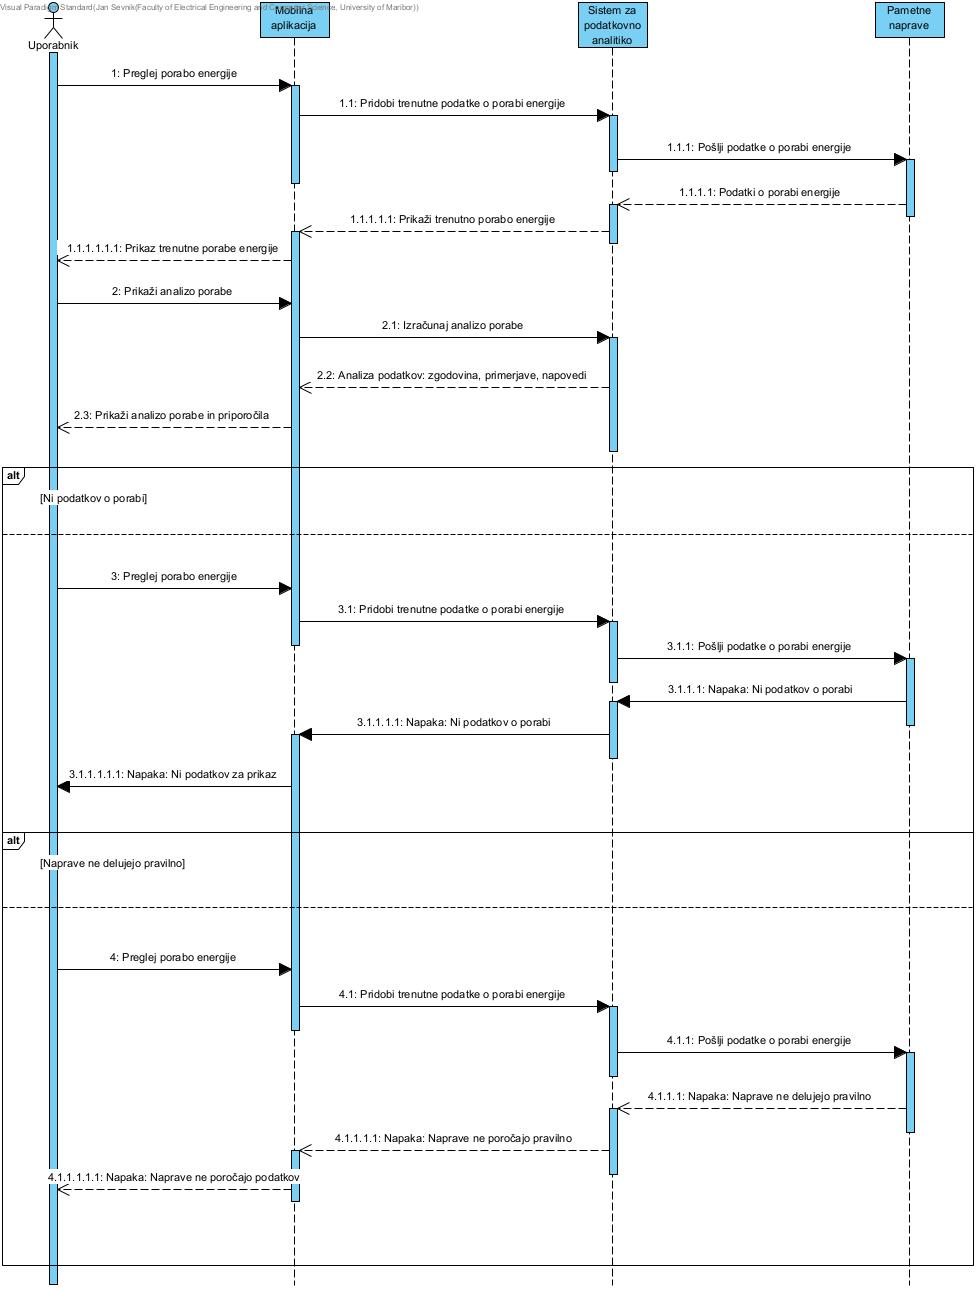 Visual Paradigm Standard(Jan Sevnik(Faculty of Electrical Engineering and Computer Science, University of Maribor))
Uporabnik
Mobilna
aplikacija
Sistem za
podatkovno
analitiko
Pametne
naprave
1: Preglej porabo energije
1.1: Pridobi trenutne podatke o porabi energije
1.1.1: Pošlji podatke o porabi energije
1.1.1.1: Podatki o porabi energije
1.1.1.1.1: Prikaži trenutno porabo energije
1.1.1.1.1.1: Prikaz trenutne porabe energije
2: Prikaži analizo porabe
2.1: Izračunaj analizo porabe
2.2: Analiza podatkov: zgodovina, primerjave, napovedi
2.3: Prikaži analizo porabe in priporočila
alt
[Ni podatkov o porabi]
3: Preglej porabo energije
3.1: Pridobi trenutne podatke o porabi energije
3.1.1: Pošlji podatke o porabi energije
3.1.1.1: Napaka: Ni podatkov o porabi
3.1.1.1.1: Napaka: Ni podatkov o porabi
3.1.1.1.1.1: Napaka: Ni podatkov za prikaz
alt
[Naprave ne delujejo pravilno]
4: Preglej porabo energije
4.1: Pridobi trenutne podatke o porabi energije
4.1.1: Pošlji podatke o porabi energije
4.1.1.1: Napaka: Naprave ne delujejo pravilno
4.1.1.1.1: Napaka: Naprave ne poročajo pravilno
4.1.1.1.1.1: Napaka: Naprave ne poročajo podatkov